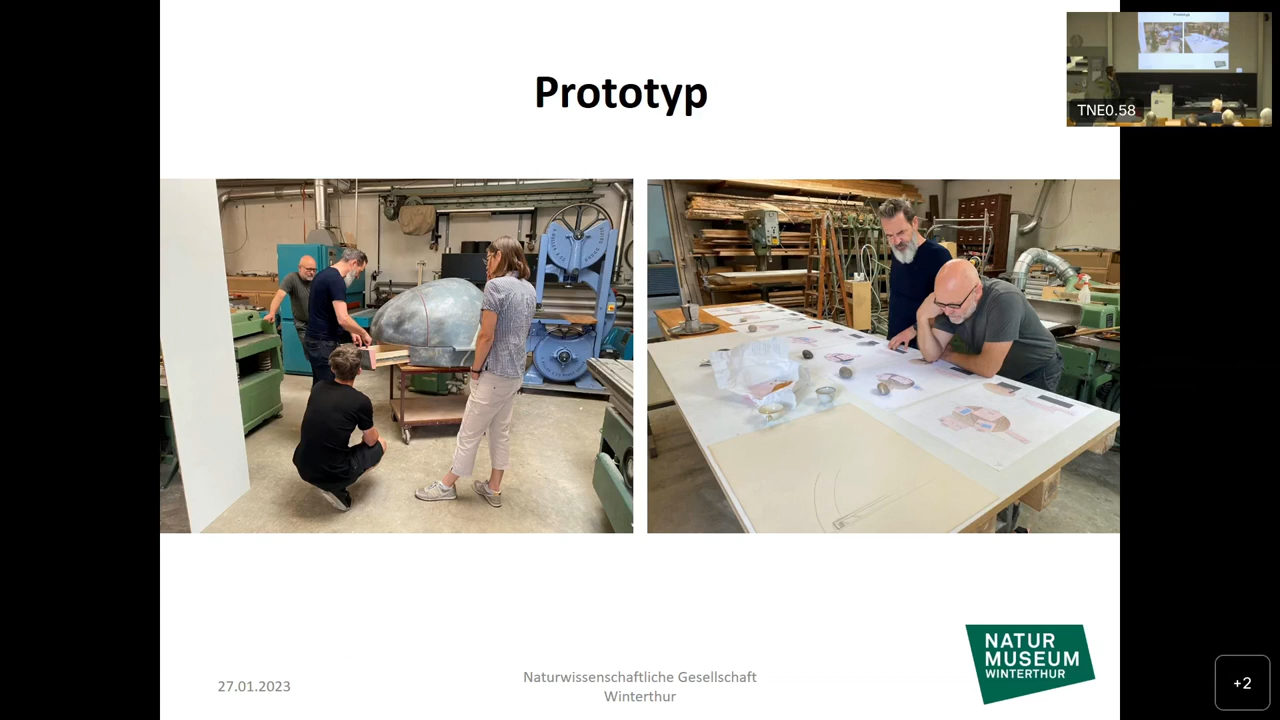 Prototyp
TNE0.58
27.01.2023
Naturwissenschaftliche Gesellschaft
Winterthur
NATUR
MUSEUM
WINTERTHUR
+2